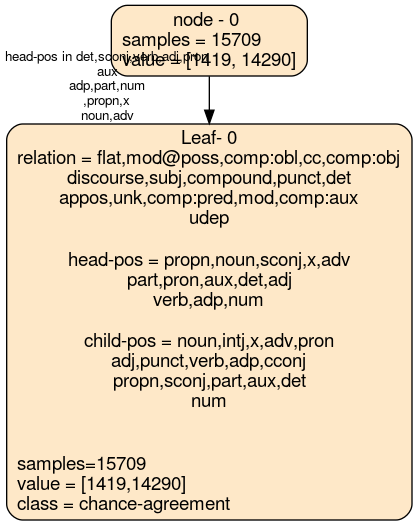 node - 0
samples = 15709
value = [1419, 14290]
head-pos in det,sconj,verb,adj,pron
aux
adp,part,num
,propn,x
noun,adv
Leaf- 0
relation = flat,mod@poss,comp:obl,cc,comp:obj
discourse,subj,compound,punct,det
appos,unk,comp:pred,mod,comp:aux
udep
head-pos = propn,noun,sconj,x,adv
part,pron,aux,det,adj
verb,adp,num
child-pos = noun,intj,x,adv,pron
adj,punct,verb,adp,cconj
propn,sconj,part,aux,det
num
samples=15709
value = [1419,14290]
class = chance-agreement